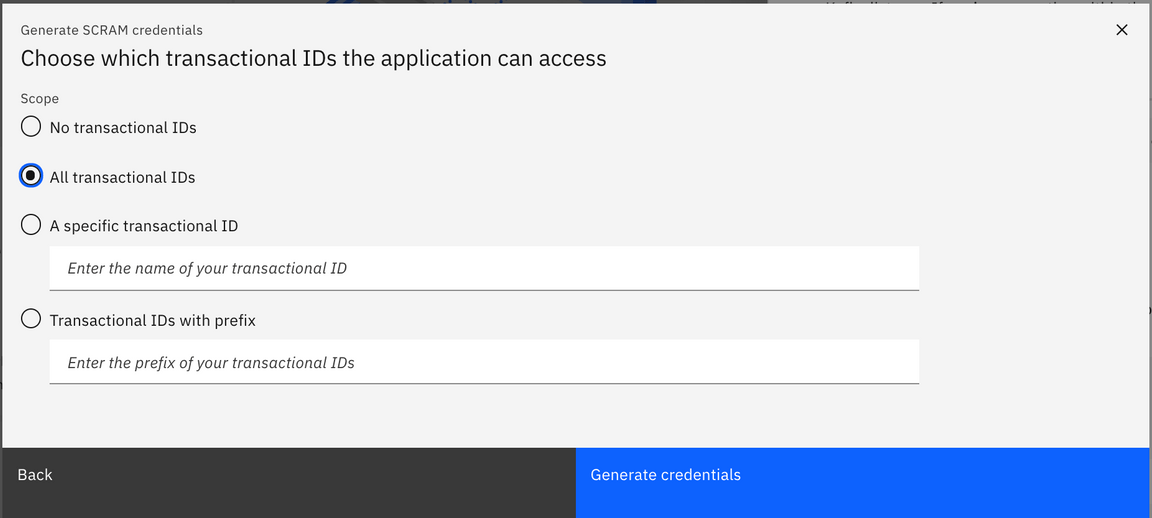 Generate SCRAM credentials
Choose which transactional IDs the application can access
Scope
No transactional IDs
All transactional IDs
A specific transactional ID
Enter the name of your transactional ID
Transactional IDs with prefix
Enter the prefix of your transactional IDs
Back
Generate credentials